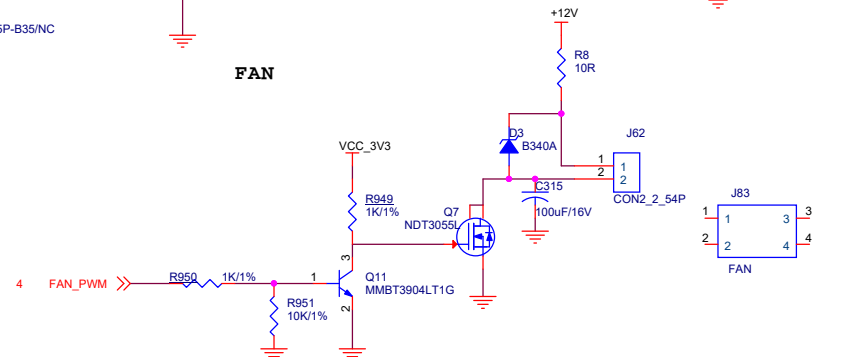 +12V
5P-B35/NC
FAN
R8
10R
D3
B340A
J62
VCC_3V3
1
1
2
2
CON2_2_54P
C315
100uF/16V
R949
1K/1%
Q7
NDT3055L
J83
1
1
3
3
2
2
4
4
FAN
3
4
FAN_PWM
R950
1K/1%
1
Q11
MMBT3904LT1G
R951
10K/1%
2